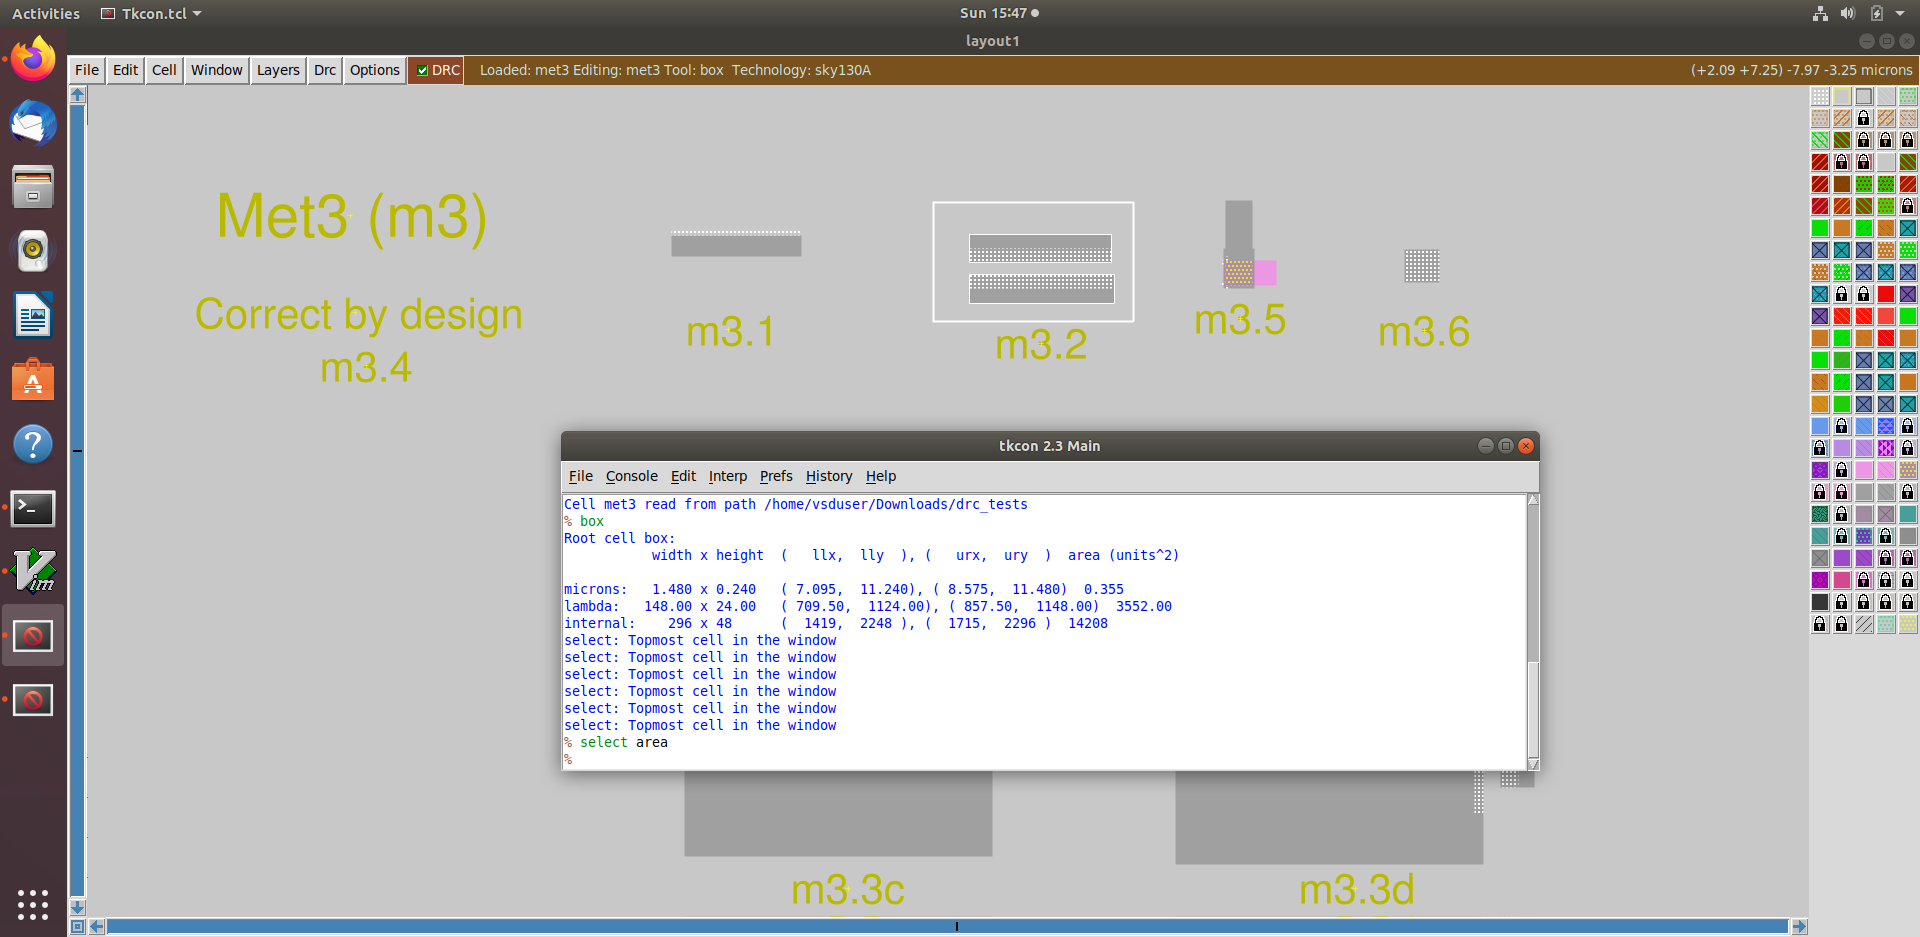 Activities Tkcon.tcl Sun 15:47
layout1
File Edit Cell Window Layers Drc Options DRC Loaded: met3 Editing: met3 Tool: box Technology: sky130A (+2.09 +7.25) -7.97 -3.25 microns
Met3 (m3)
Correct by design
m3.4
m3.1
m3.2
m3.5
m3.6
tkcon 2.3 Main
File Console Edit Interp Prefs History Help
Cell met3 read from path /home/vsduser/Downloads/drc_tests
% box
Root cell box:
width x height ( llx, lly ), ( urx, ury ) area (units^2)
microns: 1.480 x 0.240 ( 7.095, 11.240), ( 8.575, 11.480) 0.355
lambda: 148.00 x 24.00 ( 709.50, 1124.00), ( 857.50, 1148.00) 3552.00
internal: 296 x 48 ( 1419, 2248 ), ( 1715, 2296 ) 14208
select: Topmost cell in the window
select: Topmost cell in the window
select: Topmost cell in the window
select: Topmost cell in the window
select: Topmost cell in the window
select: Topmost cell in the window
% select area
%
m3.3c
m3.3d